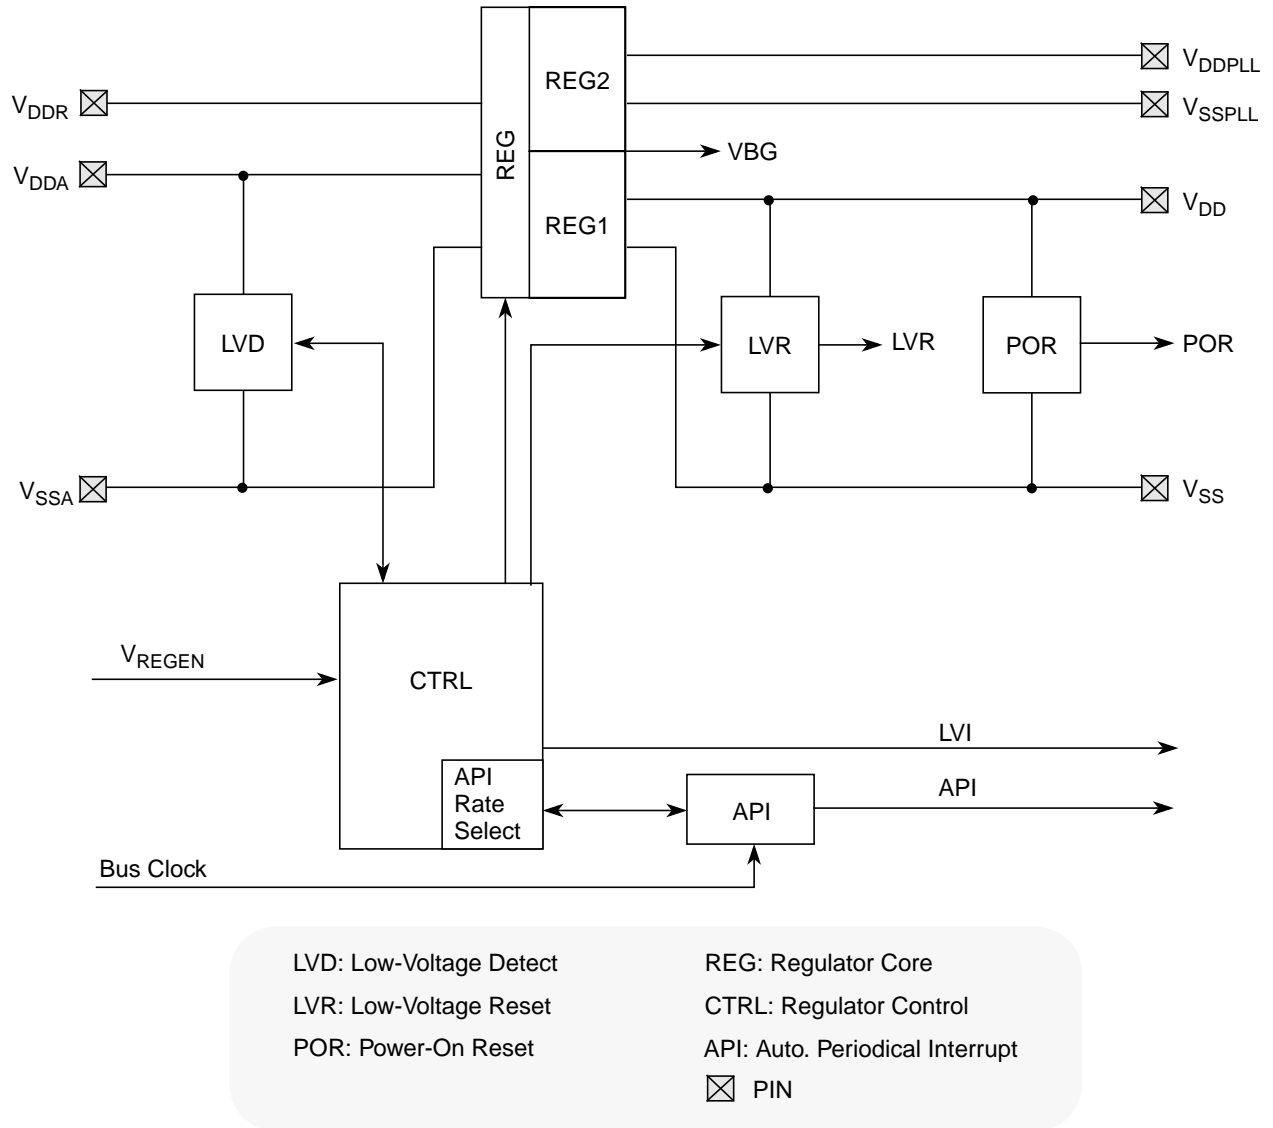 REG
REG2
REG1
VDDPLL
VDDR
VSSPLL
VBG
VDDA
VDD
LVD
LVR
LVR
POR
POR
VSSA
VSS
VREGEN
CTRL
LVI
API
Rate
Select
API
API
Bus Clock
LVD: Low-Voltage Detect
LVR: Low-Voltage Reset
POR: Power-On Reset
REG: Regulator Core
CTRL: Regulator Control
API: Auto. Periodical Interrupt
PIN